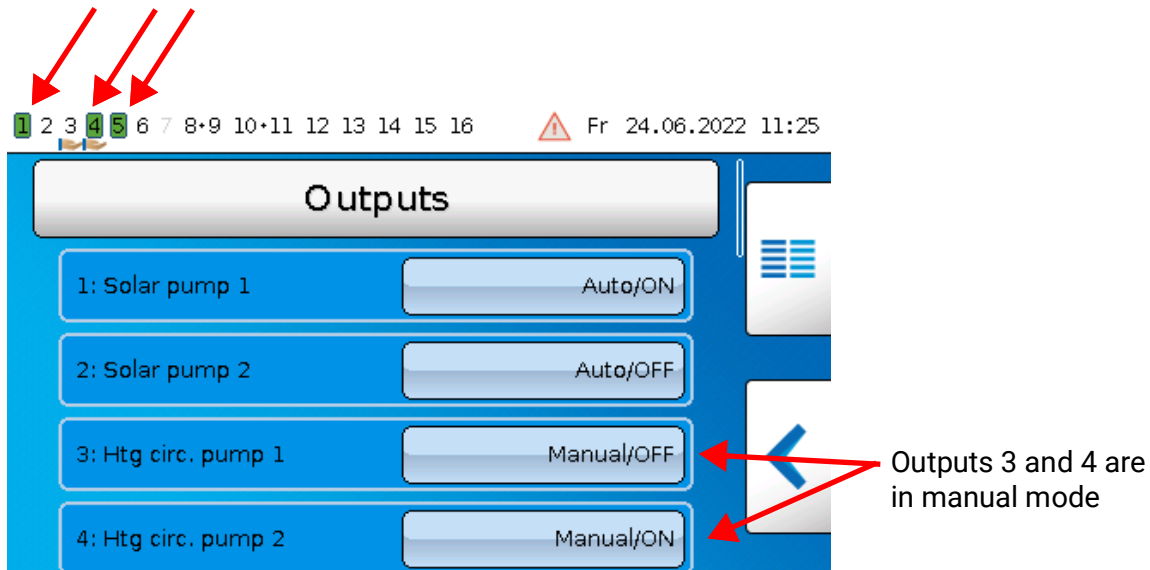 1 2 3 4 5 6 7 8+9 10+11 12 13 14 15 16 Fr 24.06.2022 11:25
Outputs
1: Solar pump 1 Auto/ON
2: Solar pump 2 Auto/OFF
3: Htg circ. pump 1 Manual/OFF
4: Htg circ. pump 2 Manual/ON
Outputs 3 and 4 are
in manual mode